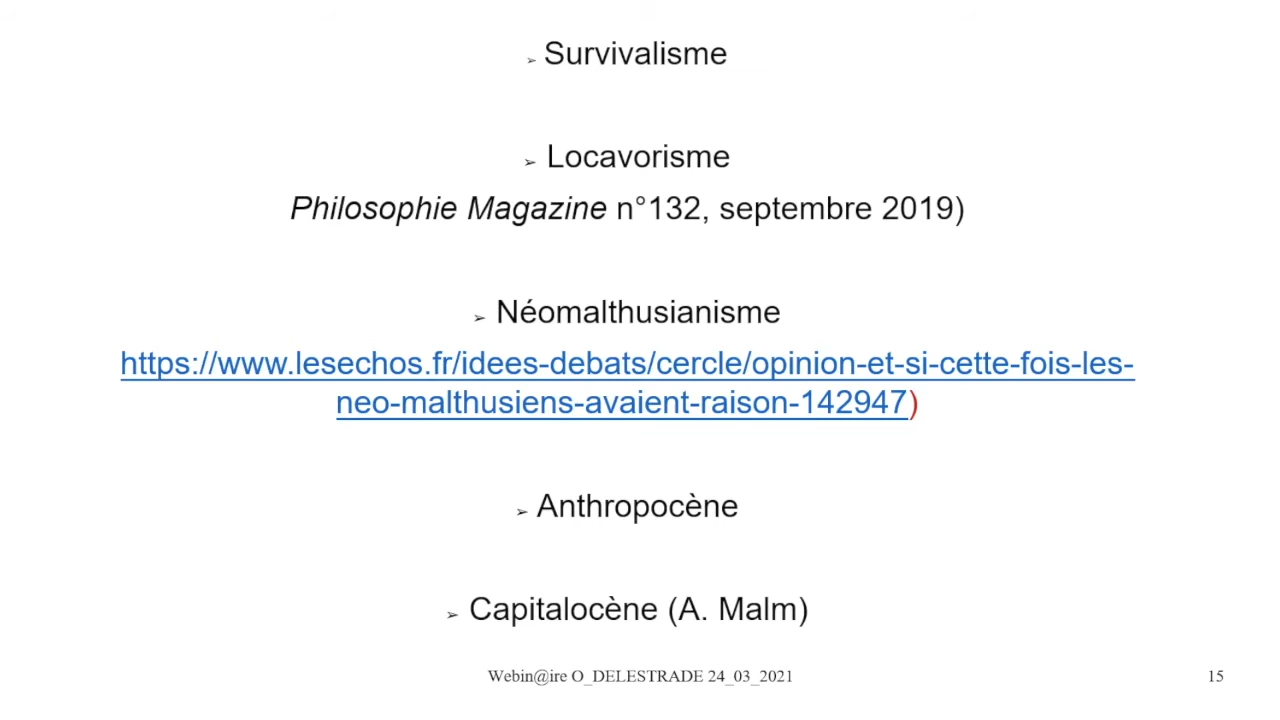 ➢ Survivalisme
➢ Locavorisme
Philosophie Magazine n°132, septembre 2019)
➢ Néomalthusianisme
https://www.lesechos.fr/idees-debats/cercle/opinion-et-si-cette-fois-les-
neo-malthusiens-avaient-raison-142947)
➢ Anthropocène
➢ Capitalocène (A. Malm)
Webin@ire O_DELESTRADE 24_03_2021
15